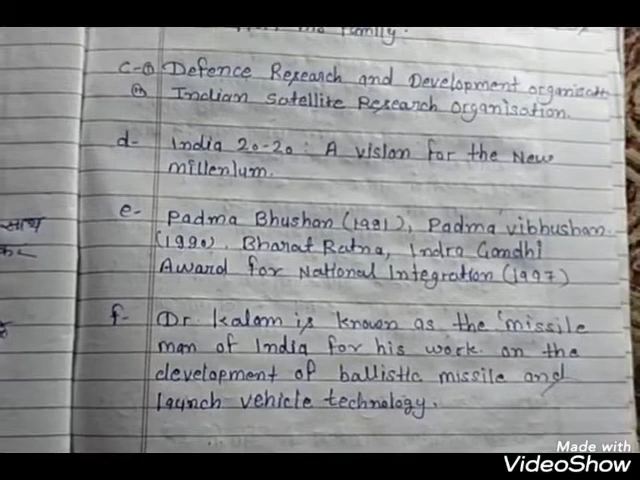 the family.
c-(i) Defence Research and Development organisati
(ii) Indian Satellite Research organisation.
d- India 20-20: A vision for the New
millenium.
e- Padma Bhushan (1981), Padma vibhushan
(1990), Bharat Ratna, Indra Gandhi
Award for National Integration (1997)
f- Dr. Kalam is known as the 'missile
man of India for his work on the
development of ballistic missile and
launch vehicle technology.
साथ
Made with
VideoShow